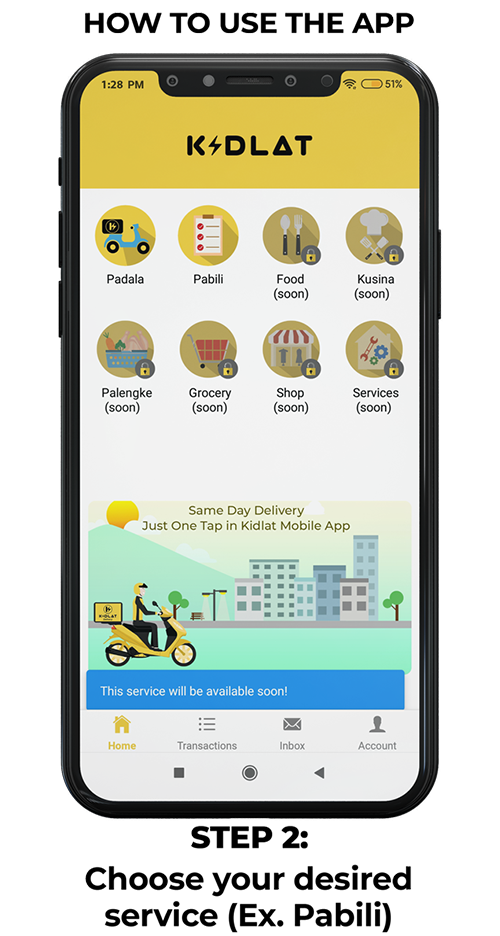 HOW TO USE THE APP
1:28 PM 51%
KIDLAT
Padala Pabili Food Kusina
(soon) (soon)
Palengke Grocery Shop Services
(soon) (soon) (soon) (soon)
Same Day Delivery
Just One Tap in Kidlat Mobile App
KIDLAT
This service will be available soon!
Home Transactions Inbox Account
STEP 2:
Choose your desired
service (Ex. Pabili)